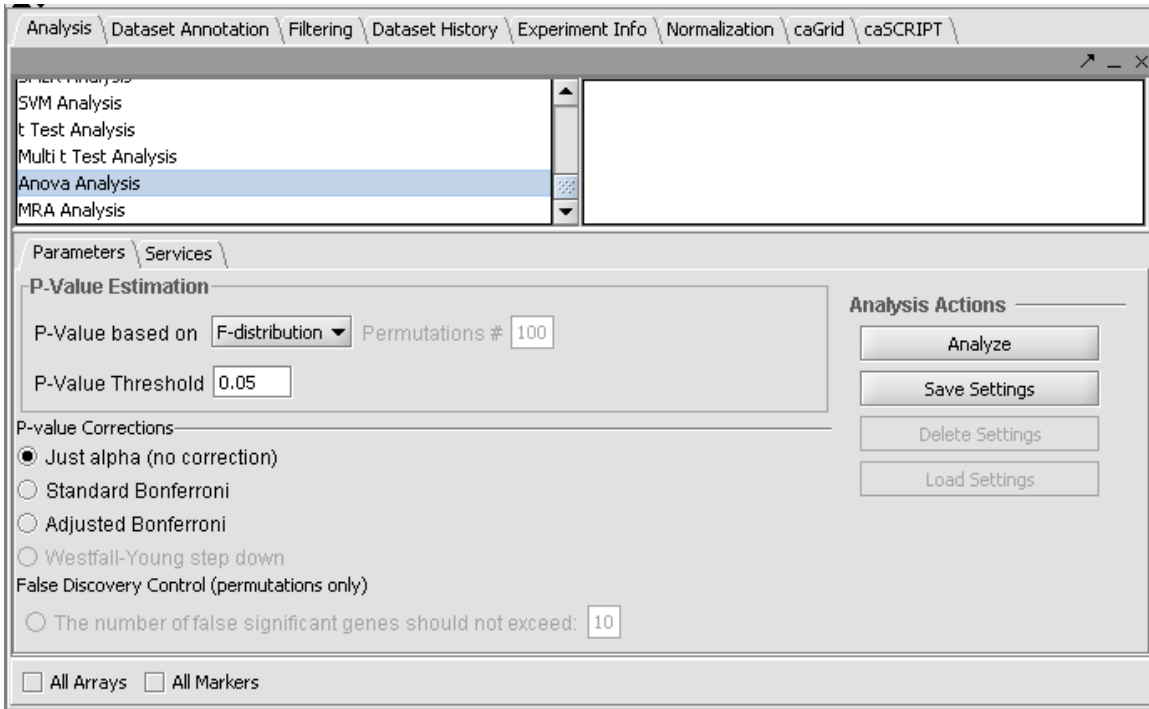 Analysis Dataset Annotation Filtering Dataset History Experiment Info Normalization caGrid caSCRIPT
SVM Analysis
t Test Analysis
Multi t Test Analysis
Anova Analysis
MRA Analysis
Parameters Services
P-Value Estimation
P-Value based on F-distribution Permutations # 100
P-Value Threshold 0.05
Analysis Actions
Analyze
Save Settings
Delete Settings
Load Settings
P-value Corrections
Just alpha (no correction)
Standard Bonferroni
Adjusted Bonferroni
Westfall-Young step down
False Discovery Control (permutations only)
The number of false significant genes should not exceed: 10
All Arrays All Markers